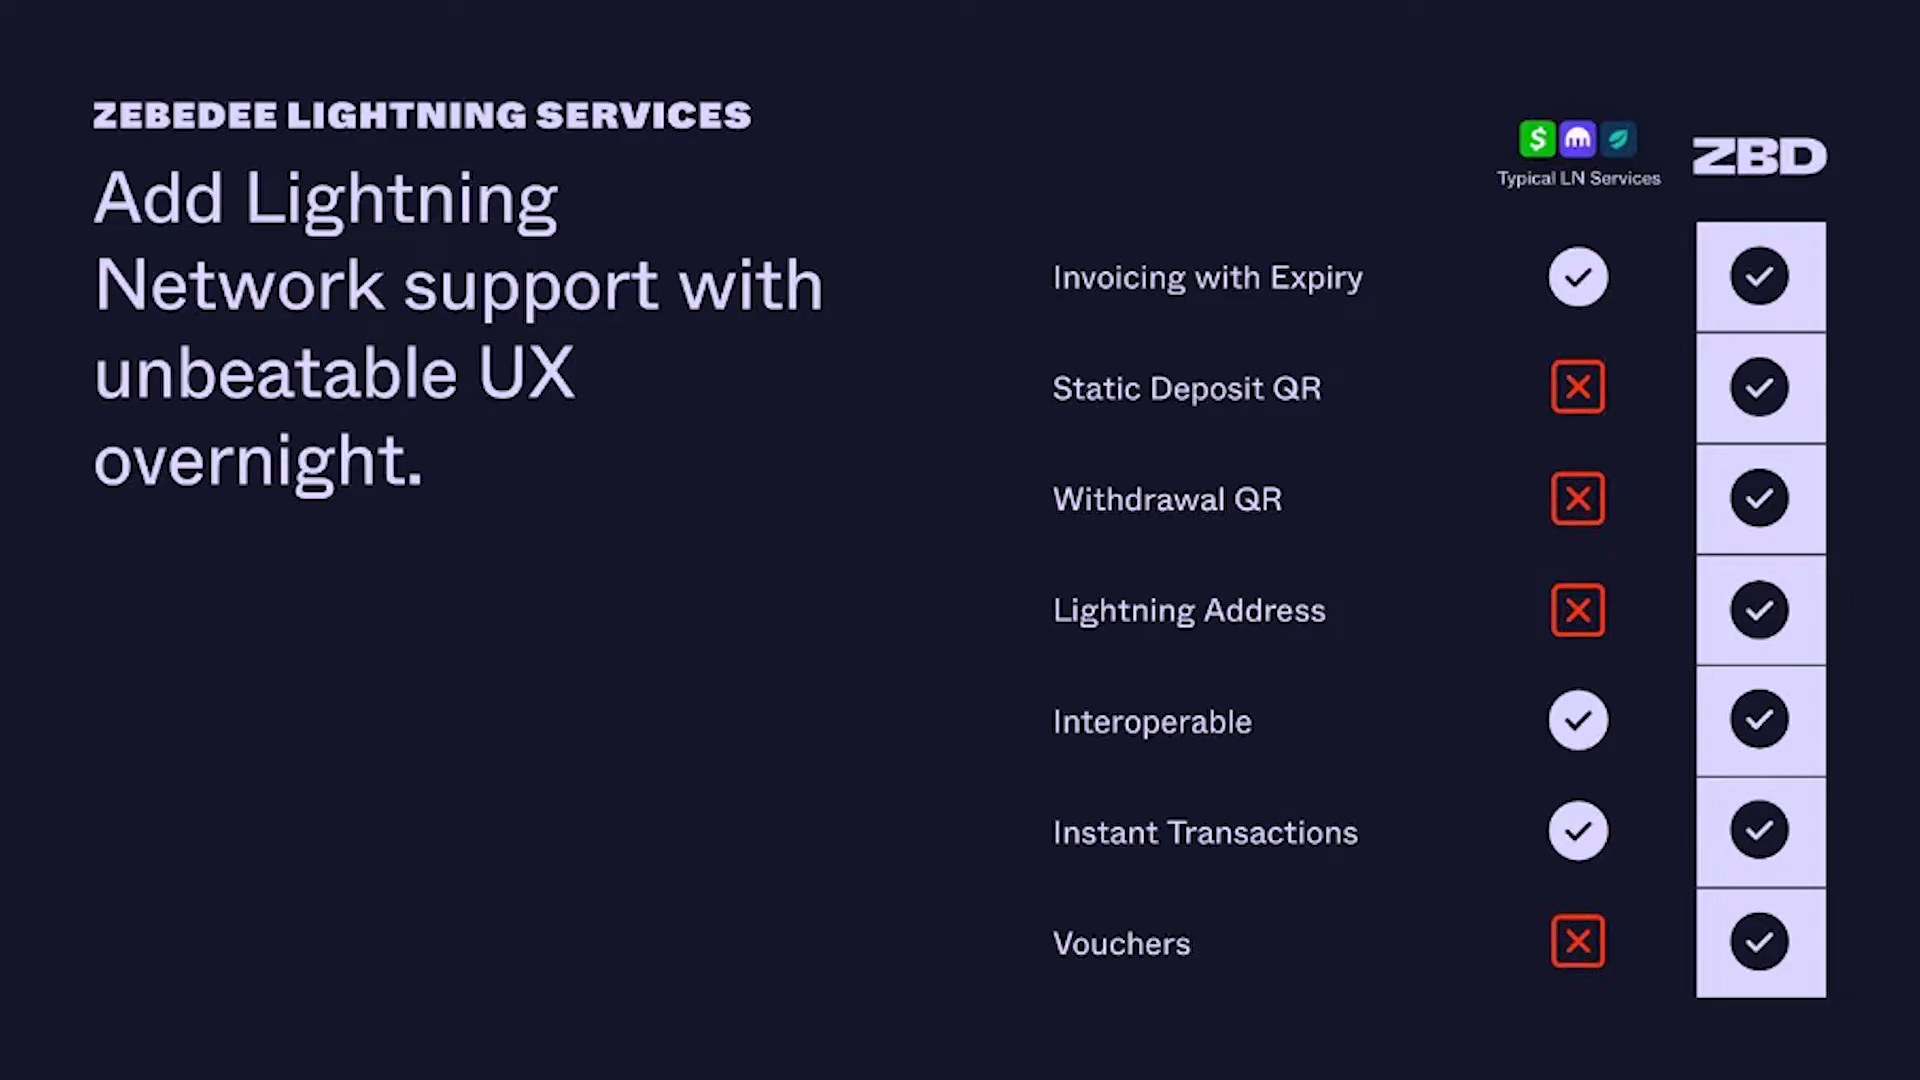 ZEBEDEE LIGHTNING SERVICES
Add Lightning
Network support with
unbeatable UX
overnight.
Typical LN Services
ZBD
Invoicing with Expiry
Static Deposit QR
Withdrawal QR
Lightning Address
Interoperable
Instant Transactions
Vouchers